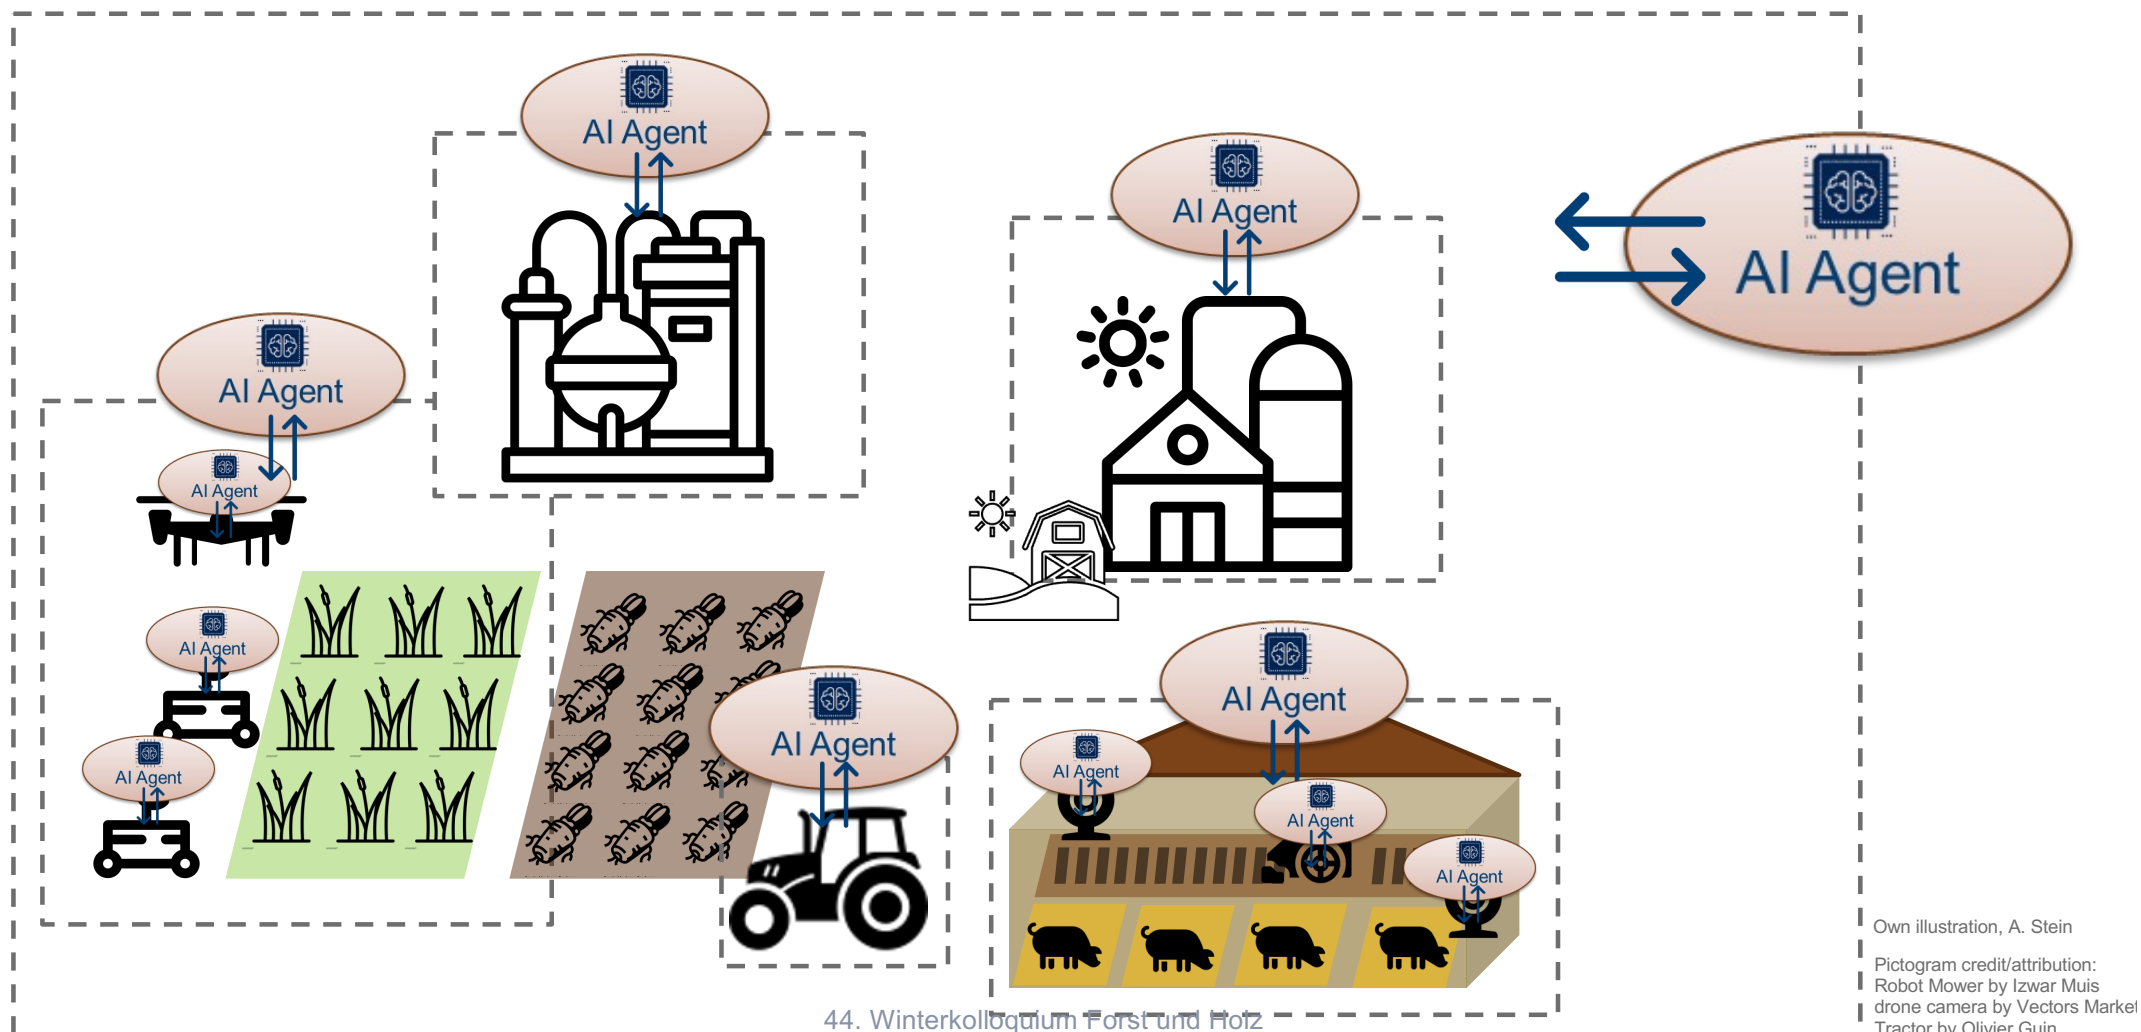 AI Agent
AI Agent
AI Agent
AI Agent
AI Agent
AI Agent
AI Agent
AI Agent
AI Agent
AI Agent
AI Agent
AI Agent
Own illustration, A. Stein
Pictogram credit/attribution:
Robot Mower by Izwar Muis
drone camera by Vectors Market
Tractor by Olivier Guin
44. Winterkolloquium Forst und Holz